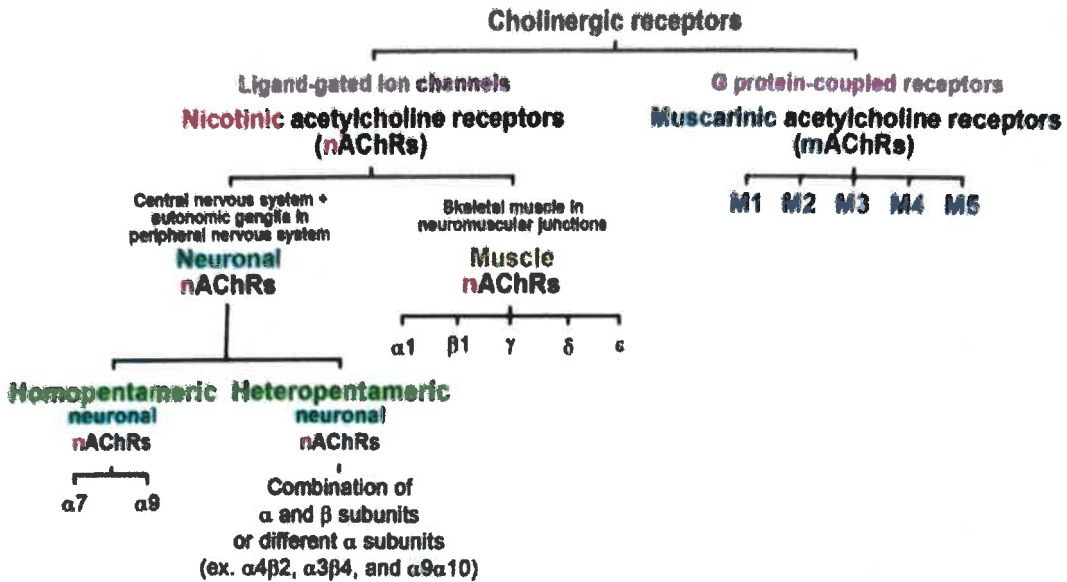 Cholinergic receptors
Ligand-gated ion channels
Nicotinic acetylcholine receptors
(nAChRs)
G protein-coupled receptors
Muscarinic acetylcholine receptors
(mAChRs)
M1 M2 M3 M4 M5
Central nervous system +
autonomic ganglia in
peripheral nervous system
Neuronal
nAChRs
Skeletal muscle in
neuromuscular junctions
Muscle
nAChRs
α1 β1 γ δ ε
Homopentameric
neuronal
nAChRs
α7 α9
Heteropentameric
neuronal
nAChRs
Combination of
α and β subunits
or different α subunits
(ex. α4β2, α3β4, and α9α10)